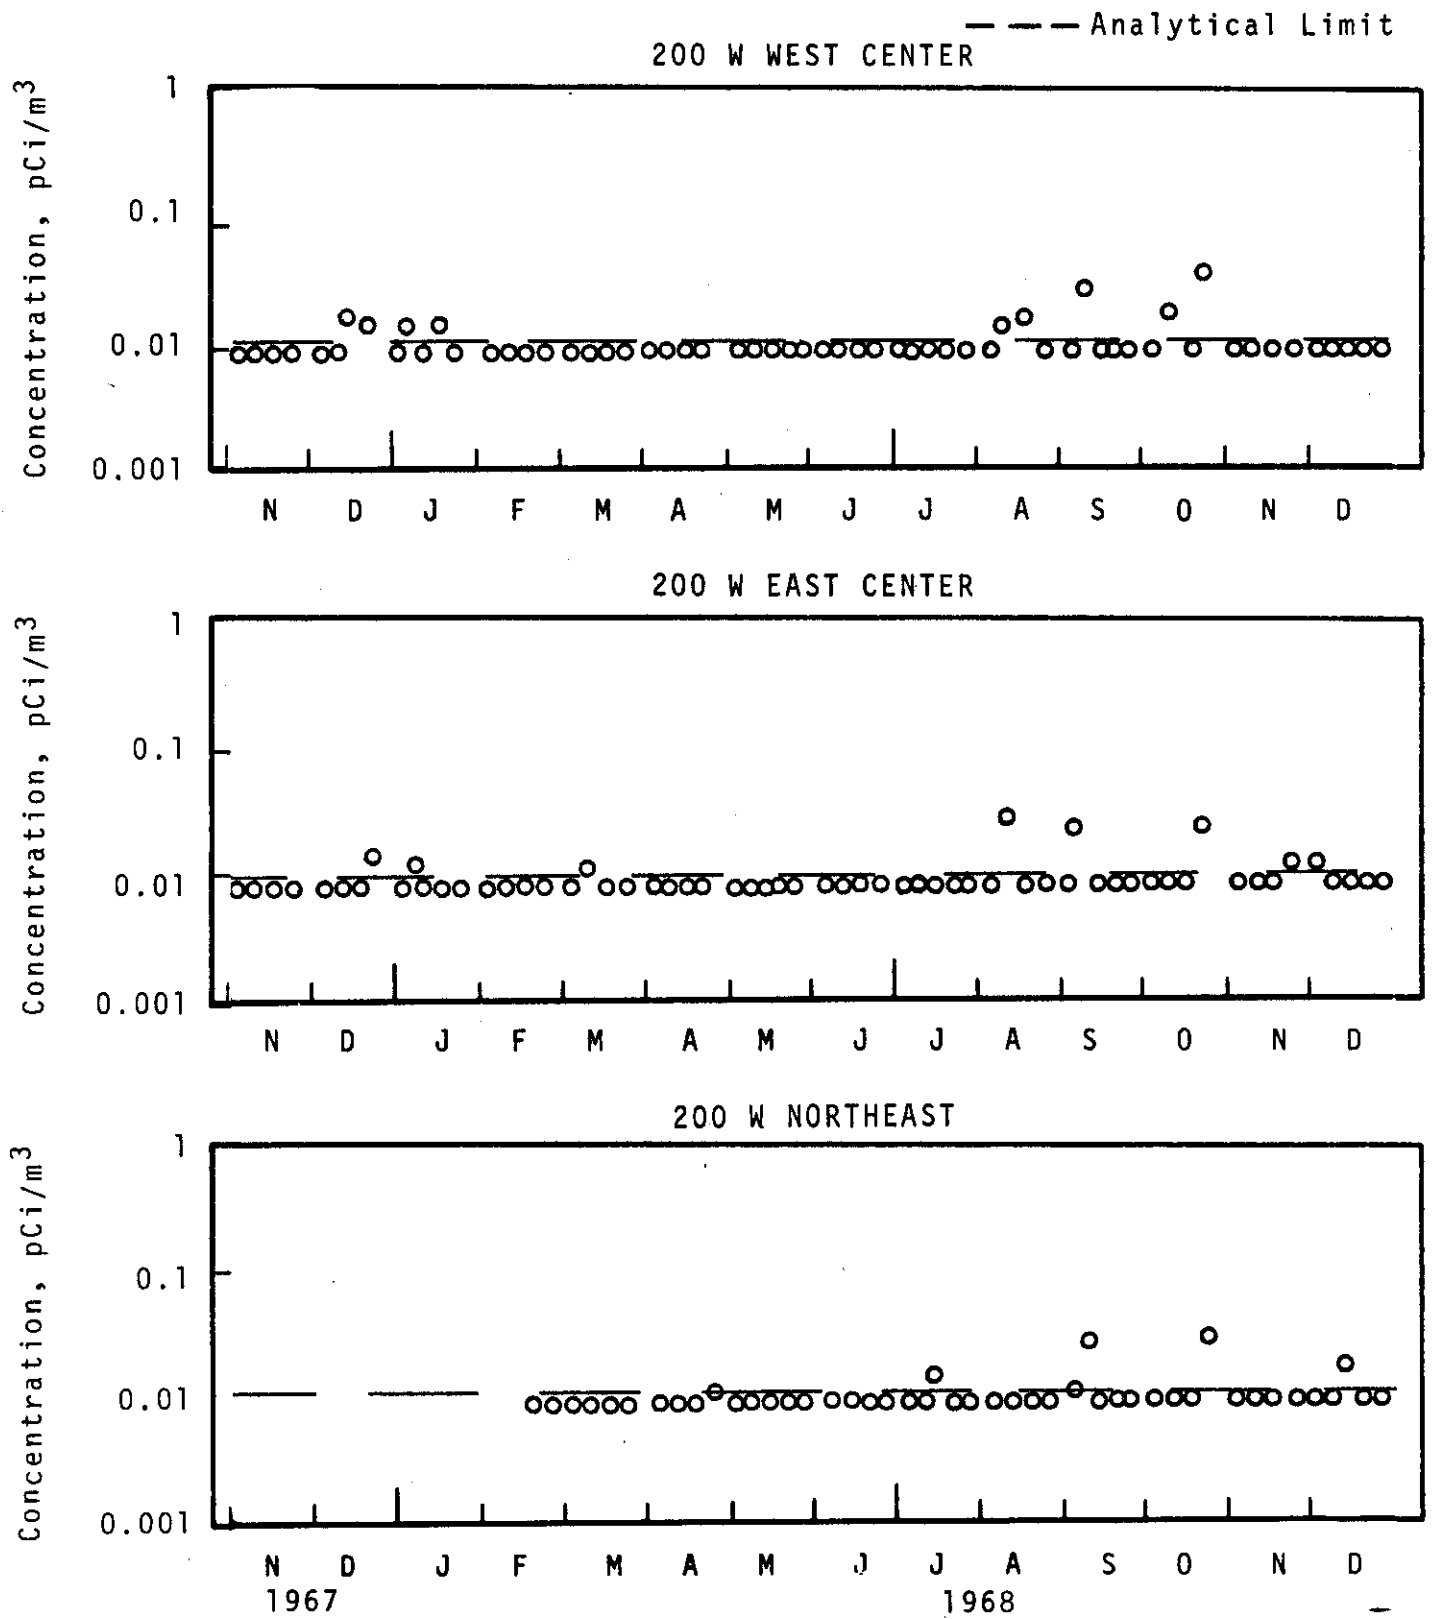 — — — Analytical Limit
200 W WEST CENTER
Concentration, pCi/m³
1
0.1
0.01
0.001
N D J F M A M J J A S O N D
200 W EAST CENTER
Concentration, pCi/m³
1
0.1
0.01
0.001
N D J F M A M J J A S O N D
200 W NORTHEAST
Concentration, pCi/m³
1
0.1
0.01
0.001
N D J F M A M J J A S O N D
1967 1968